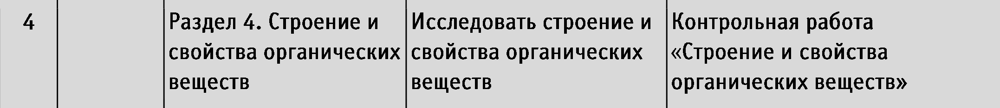 4
Раздел 4. Строение и
свойства органических
веществ
Исследовать строение и
свойства органических
веществ
Контрольная работа
«Строение и свойства
органических веществ»